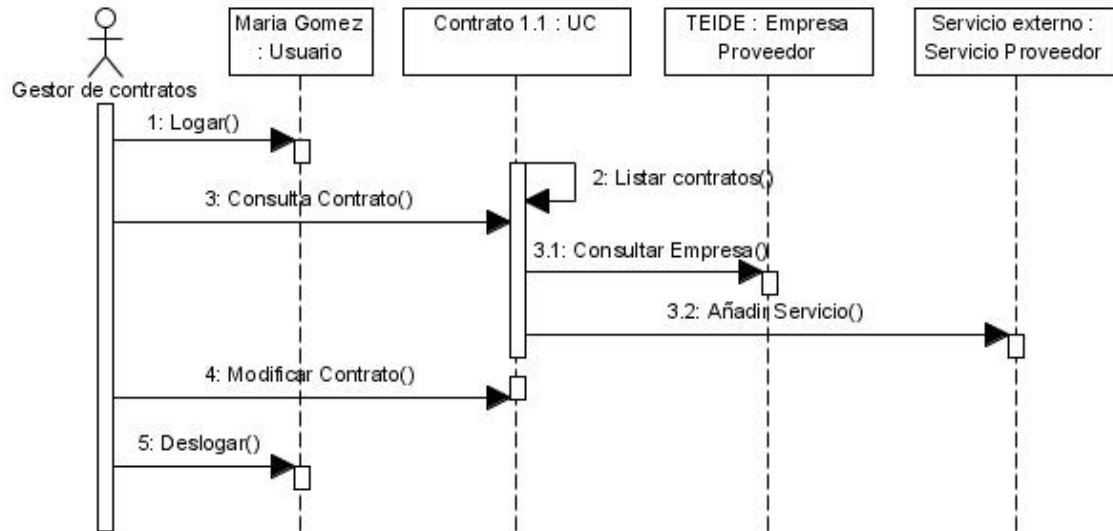 Maria Gomez
: Usuario
Contrato 1.1 : UC
TEIDE : Empresa
Proveedor
Servicio externo :
Servicio Proveedor
Gestor de contratos
1: Logar()
2: Listar contratos()
3: Consulta Contrato()
3.1: Consultar Empresa()
3.2: Añadir Servicio()
4: Modificar Contrato()
5: Deslogar()